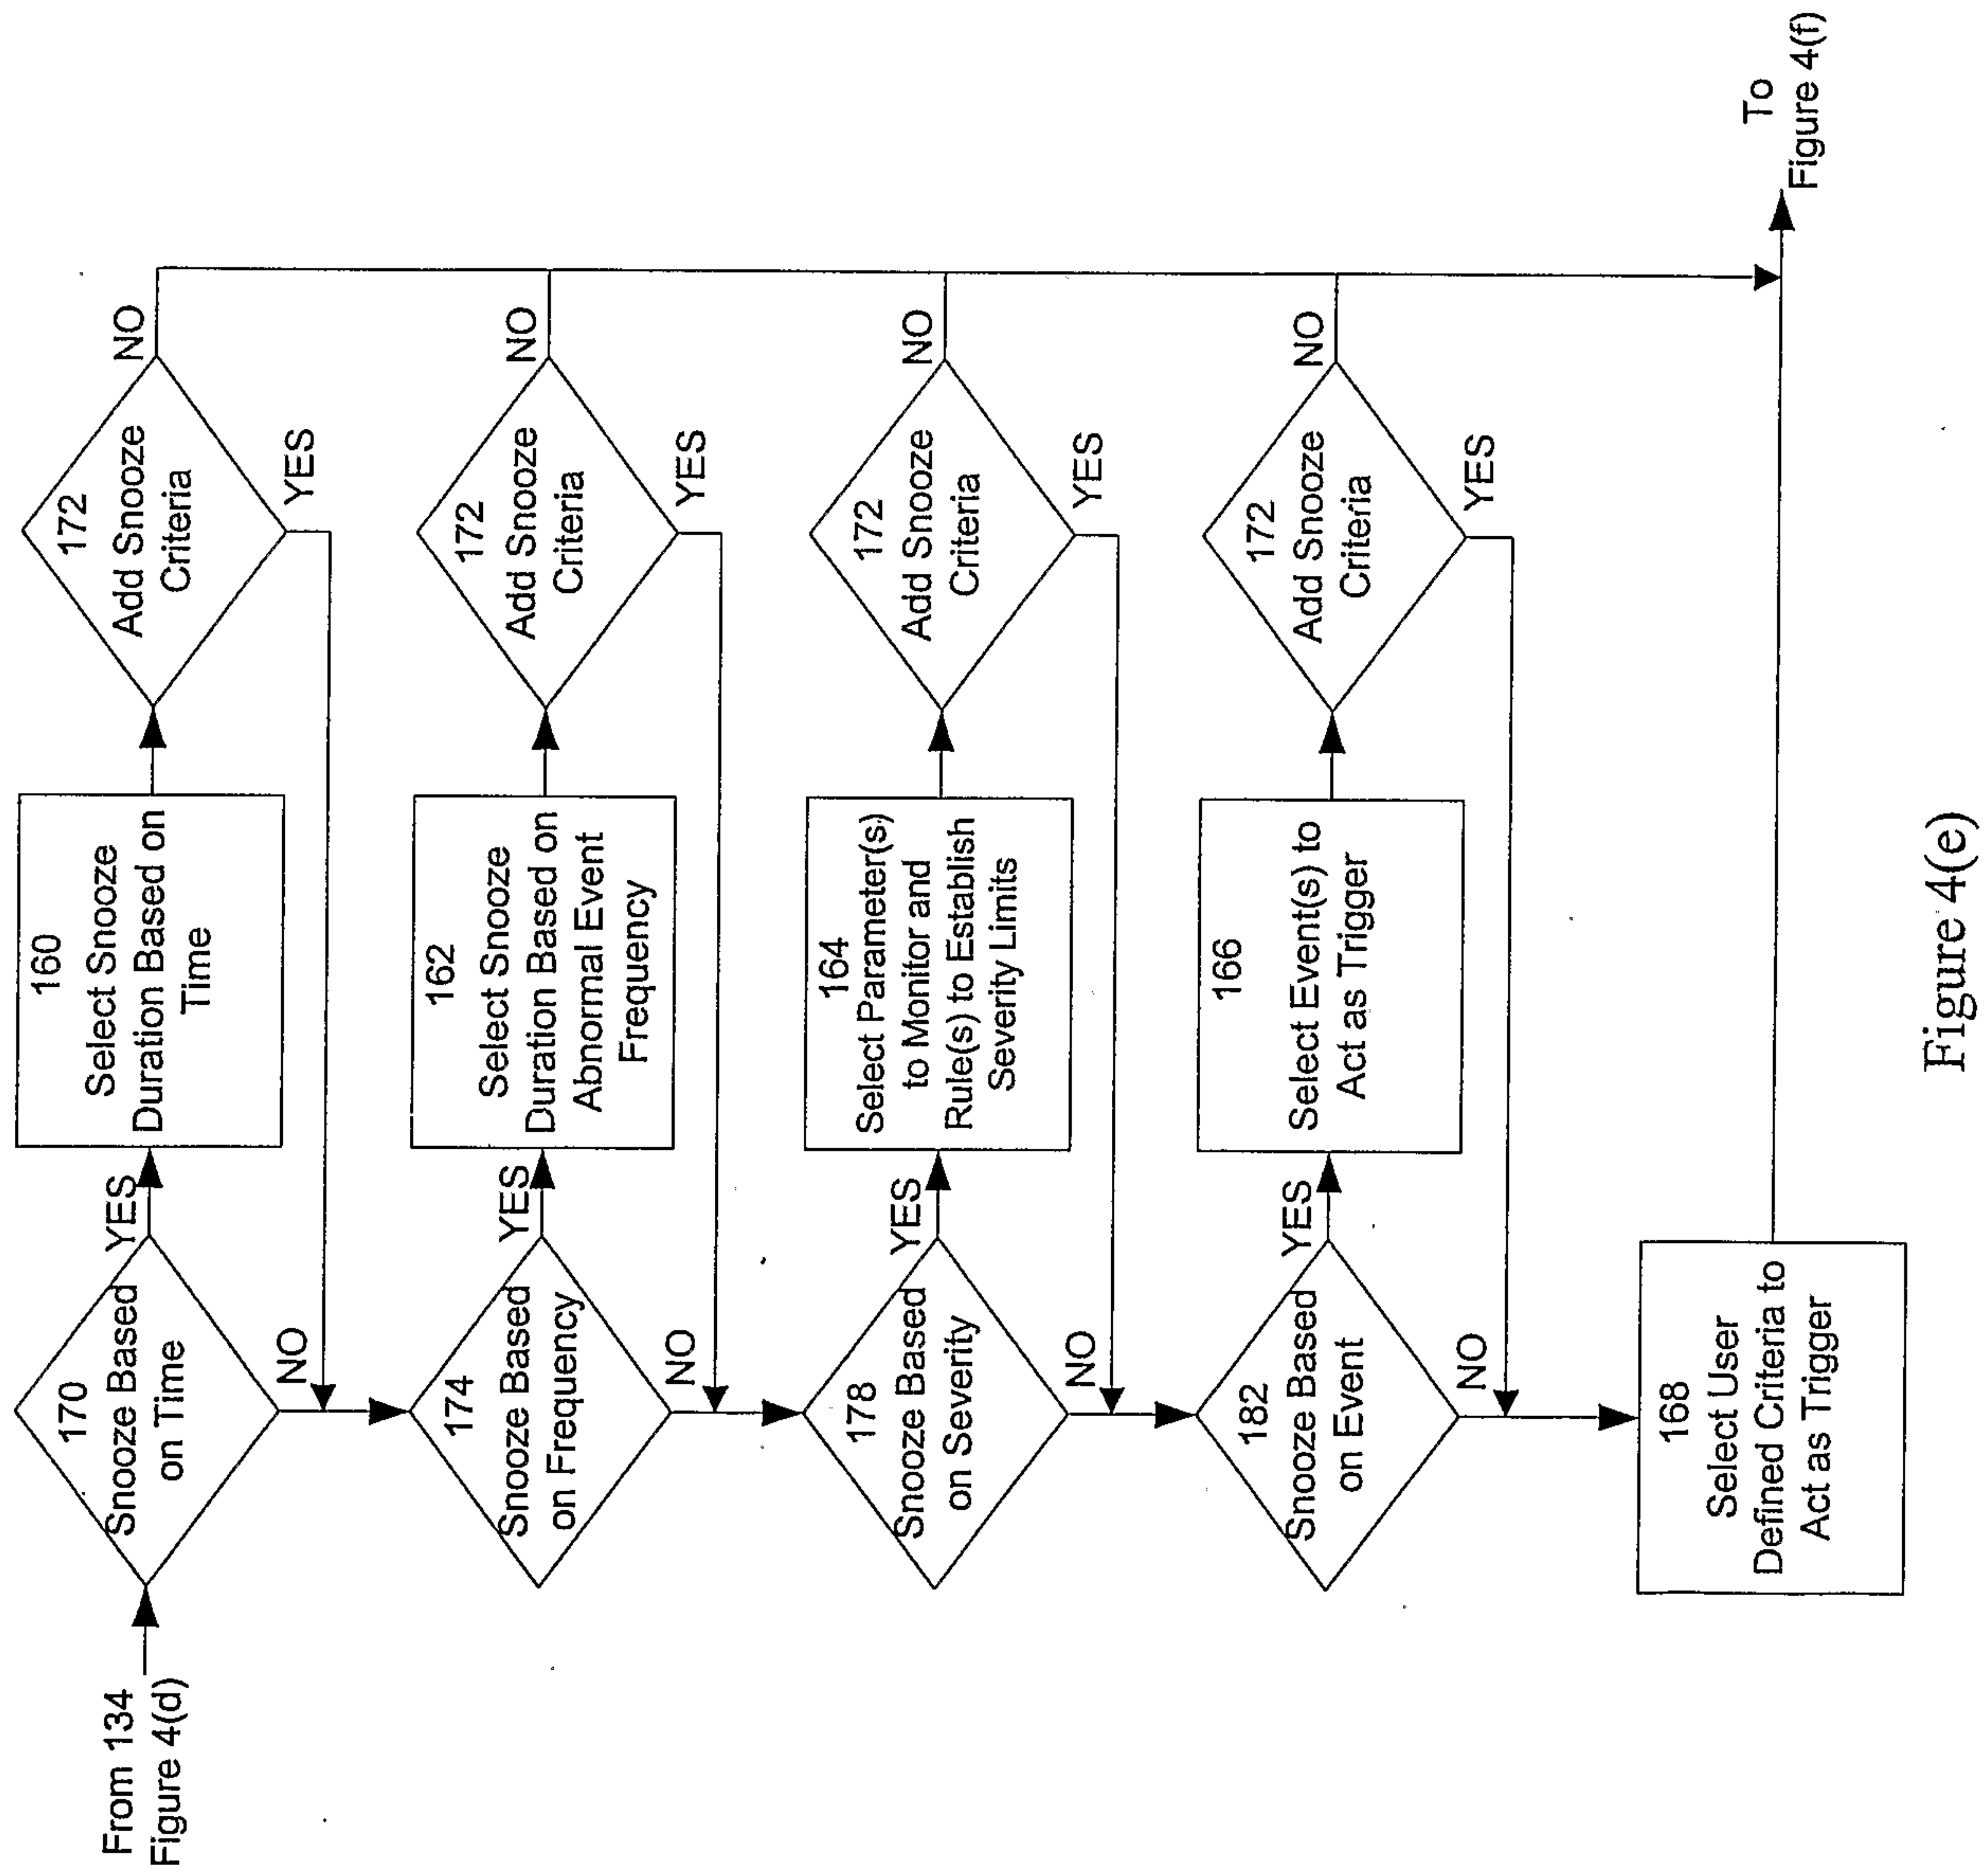 From 134
Figure 4(d)
170
Snooze Based
on Time
YES
NO
160
Select Snooze
Duration Based on
Time
172
Add Snooze
Criteria
NO
YES
174
Snooze Based
on Frequency
YES
NO
162
Select Snooze
Duration Based on
Abnormal Event
Frequency
172
Add Snooze
Criteria
NO
YES
178
Snooze Based
on Severity
YES
NO
164
Select Parameter(s)
to Monitor and
Rule(s) to Establish
Severity Limits
172
Add Snooze
Criteria
NO
YES
182
Snooze Based
on Event
YES
NO
166
Select Event(s) to
Act as Trigger
172
Add Snooze
Criteria
NO
YES
168
Select User
Defined Criteria to
Act as Trigger
To
Figure 4(f)
Figure 4(e)